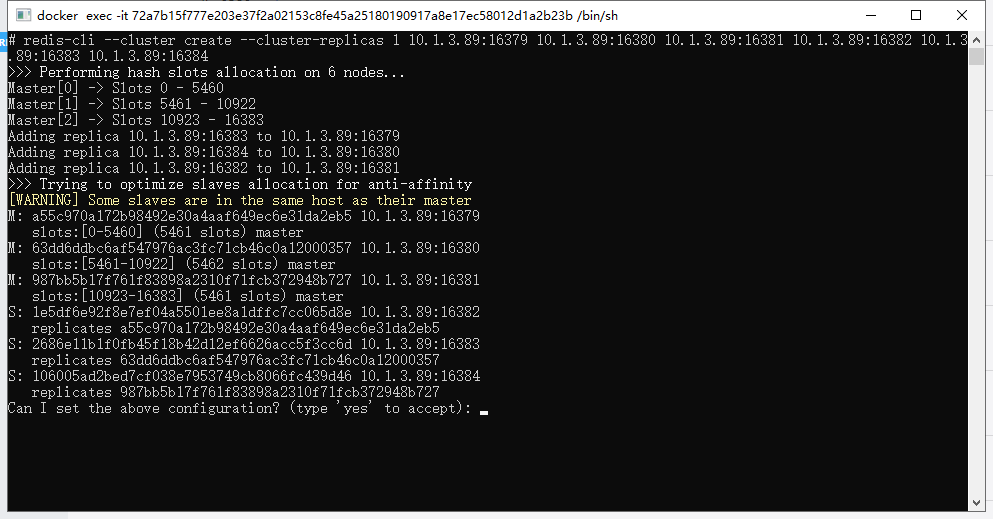 docker  exec -it 72a7b15f777e203e37f2a02153c8fe45a25180190917a8e17ec58012d1a2b23b /bin/sh
# redis-cli --cluster create --cluster-replicas 1 10.1.3.89:16379 10.1.3.89:16380 10.1.3.89:16381 10.1.3.89:16382 10.1.3
.89:16383 10.1.3.89:16384
>>> Performing hash slots allocation on 6 nodes...
Master[0] -> Slots 0 - 5460
Master[1] -> Slots 5461 - 10922
Master[2] -> Slots 10923 - 16383
Adding replica 10.1.3.89:16383 to 10.1.3.89:16379
Adding replica 10.1.3.89:16384 to 10.1.3.89:16380
Adding replica 10.1.3.89:16382 to 10.1.3.89:16381
>>> Trying to optimize slaves allocation for anti-affinity
[WARNING] Some slaves are in the same host as their master
M: a55c970a172b98492e30a4aaf649ec6e31da2eb5 10.1.3.89:16379
   slots:[0-5460] (5461 slots) master
M: 63dd6ddbc6af547976ac3fc71cb46c0a12000357 10.1.3.89:16380
   slots:[5461-10922] (5462 slots) master
M: 987bb5b17f761f83898a2310f71fcb372948b727 10.1.3.89:16381
   slots:[10923-16383] (5461 slots) master
S: 1e5df6e92f8e7ef04a5501ee8a1dffc7cc065d8e 10.1.3.89:16382
   replicates a55c970a172b98492e30a4aaf649ec6e31da2eb5
S: 2686e11b1f0fb45f18b42d12ef6626acc5f3cc6d 10.1.3.89:16383
   replicates 63dd6ddbc6af547976ac3fc71cb46c0a12000357
S: 106005ad2bed7cf038e7953749cb8066fc439d46 10.1.3.89:16384
   replicates 987bb5b17f761f83898a2310f71fcb372948b727
Can I set the above configuration? (type 'yes' to accept):